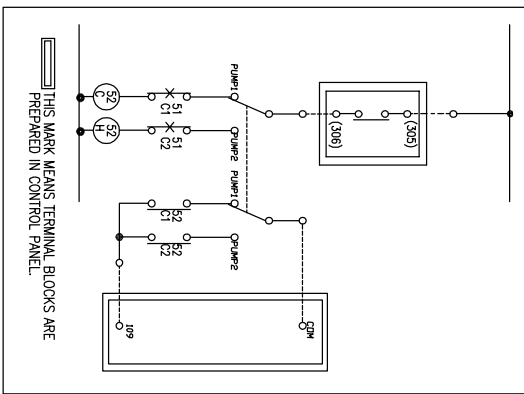 PUMP1
PUMP2
51
C1
51
C2
52
C
52
H
(305)
(306)
PUMP1
PUMP2
52
C1
52
C2
COM
109
THIS MARK MEANS TERMINAL BLOCKS ARE
PREPARED IN CONTROL PANEL.